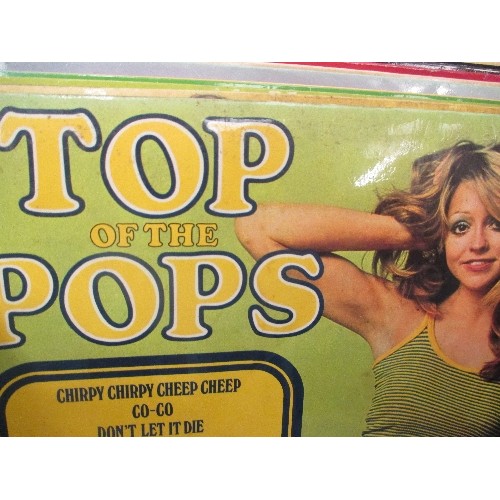 TOP
OF THE
POPS
CHIRPY CHIRPY CHEEP CHEEP
CO-CO
DON'T LET IT DIE